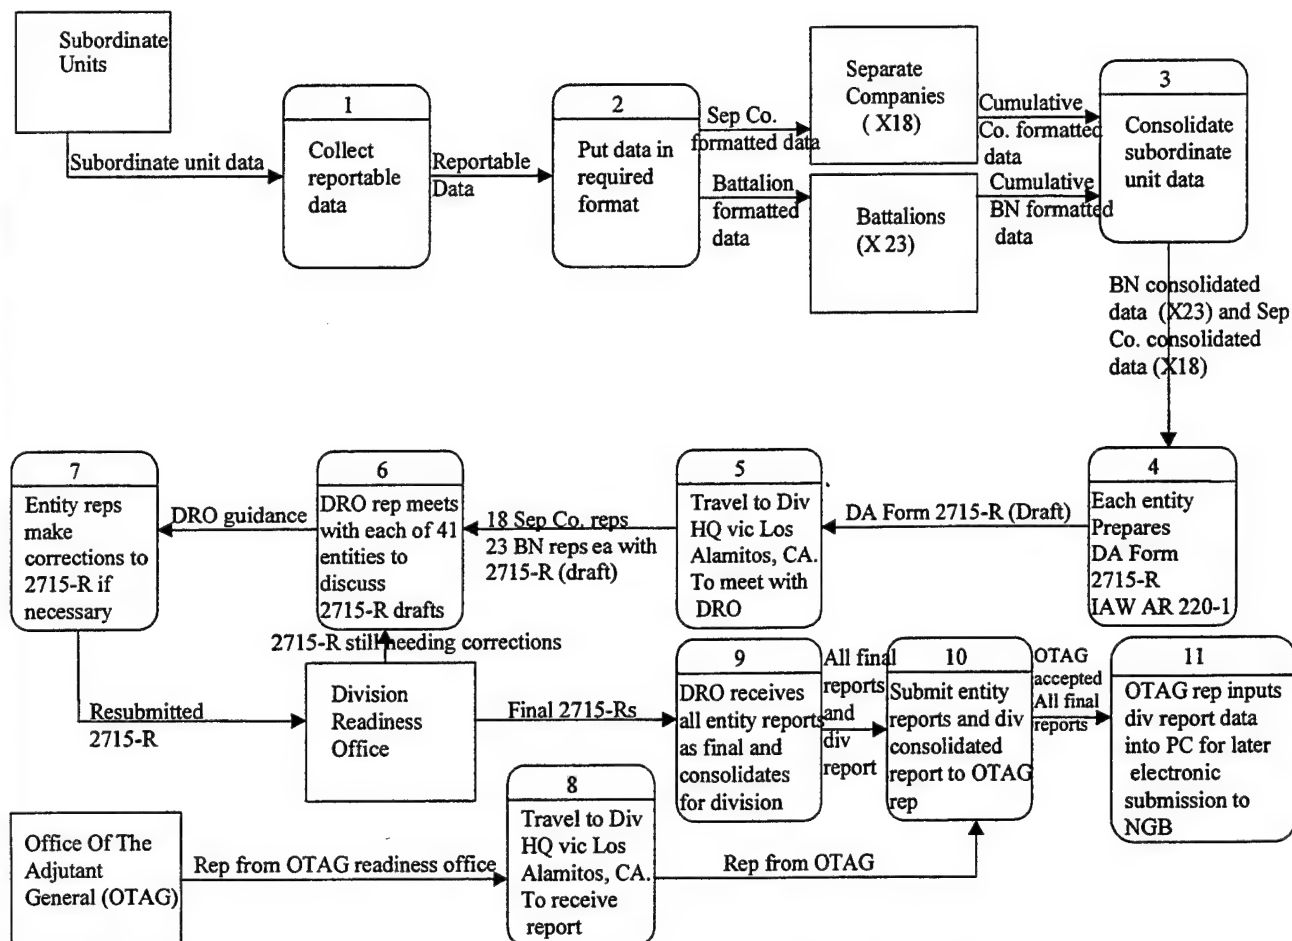 Subordinate
Units
Subordinate unit data
1
Collect
reportable
data
Reportable
Data
2
Put data in
required
format
Sep Co.
formatted data
Battalion
formatted
data
Separate
Companies
( X18)
Battalions
(X 23)
Cumulative
Co. formatted
data
Cumulative
BN formatted
data
3
Consolidate
subordinate
unit data
BN consolidated
data (X23) and Sep
Co. consolidated
data (X18)
4
Each entity
Prepares
DA Form
2715-R
IAW AR 220-1
DA Form 2715-R (Draft)
5
Travel to Div
HQ vic Los
Alamitos, CA.
To meet with
DRO
18 Sep Co. reps
23 BN reps ea with
2715-R (draft)
6
DRO rep meets
with each of 41
entities to
discuss
2715-R drafts
DRO guidance
7
Entity reps
make
corrections to
2715-R if
necessary
Resubmitted
2715-R
2715-R still needing corrections
Division
Readiness
Office
Final 2715-Rs
9
DRO receives
all entity reports
as final and
consolidates
for division
All final
reports
and
div
report
10
Submit entity
reports and div
consolidated
report to OTAG
rep
OTAG
accepted
All final
reports
11
OTAG rep inputs
div report data
into PC for later
electronic
submission to
NGB
Office Of The
Adjutant
General (OTAG)
Rep from OTAG readiness office
8
Travel to Div
HQ vic Los
Alamitos, CA.
To receive
report
Rep from OTAG